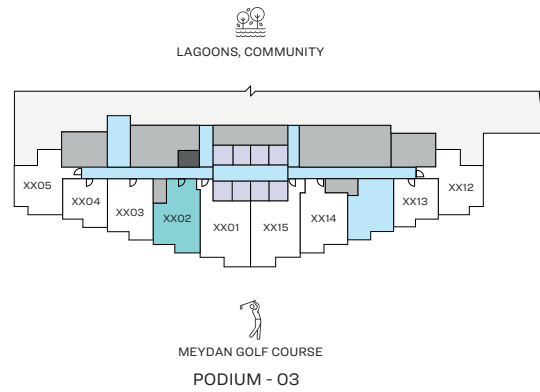 LAGOONS, COMMUNITY
XX05
XX04
XX03
XX02
XX01
XX15
XX14
XX13
XX12
MEYDAN GOLF COURSE
PODIUM - 03